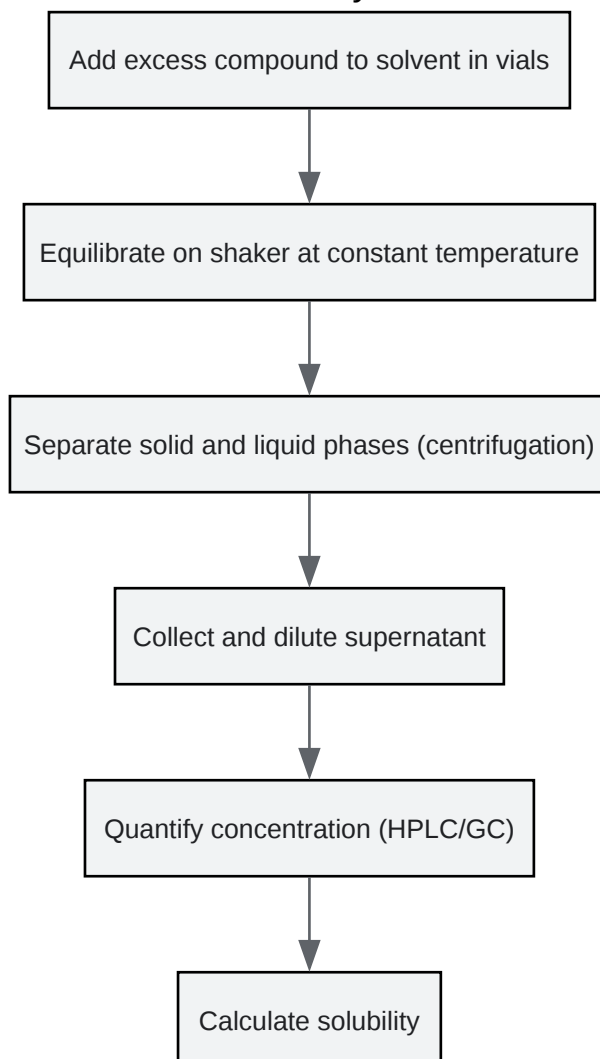 Add excess compound to solvent in vials
Equilibrate on shaker at constant temperature
Separate solid and liquid phases (centrifugation)
Collect and dilute supernatant
Quantify concentration (HPLC/GC)
Calculate solubility